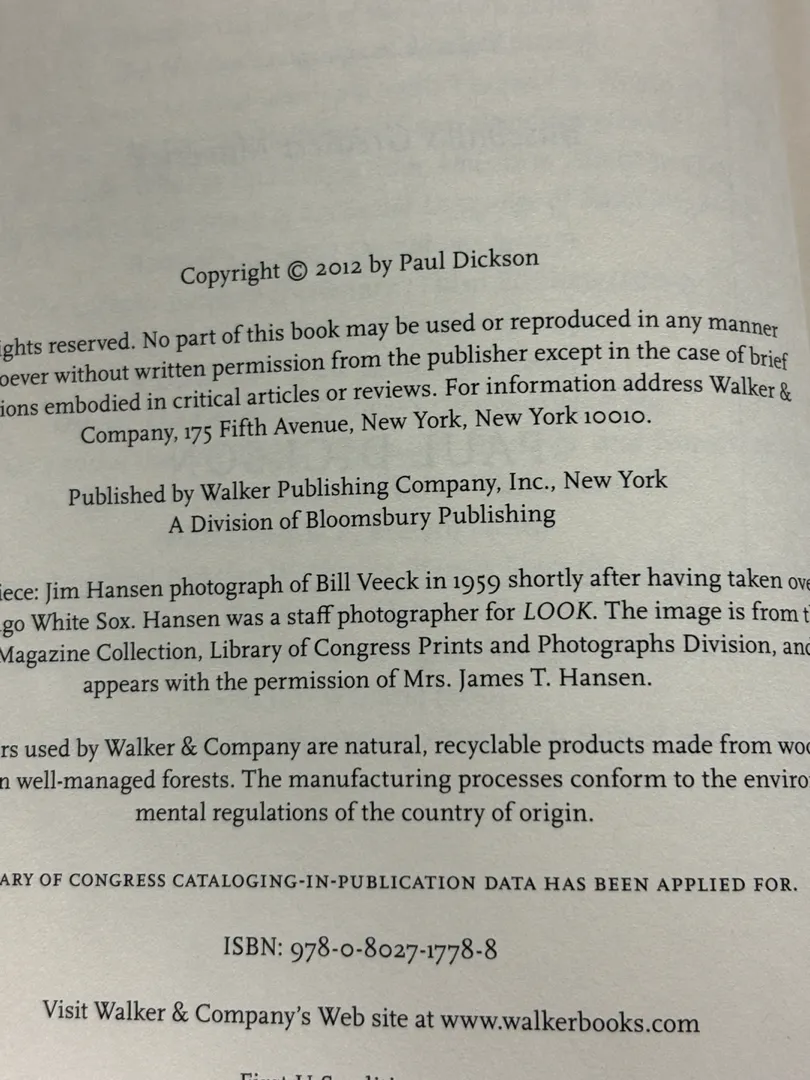 Copyright © 2012 by Paul Dickson
ights reserved. No part of this book may be used or reproduced in any manner
oever without written permission from the publisher except in the case of brief
ions embodied in critical articles or reviews. For information address Walker &
Company, 175 Fifth Avenue, New York, New York 10010.
Published by Walker Publishing Company, Inc., New York
A Division of Bloomsbury Publishing
iece: Jim Hansen photograph of Bill Veeck in 1959 shortly after having taken ove
go White Sox. Hansen was a staff photographer for LOOK. The image is from t
Magazine Collection, Library of Congress Prints and Photographs Division, and
appears with the permission of Mrs. James T. Hansen.
rs used by Walker & Company are natural, recyclable products made from woo
n well-managed forests. The manufacturing processes conform to the enviro
mental regulations of the country of origin.
ARY OF CONGRESS CATALOGING-IN-PUBLICATION DATA HAS BEEN APPLIED FOR.
ISBN: 978-0-8027-1778-8
Visit Walker & Company's Web site at www.walkerbooks.com